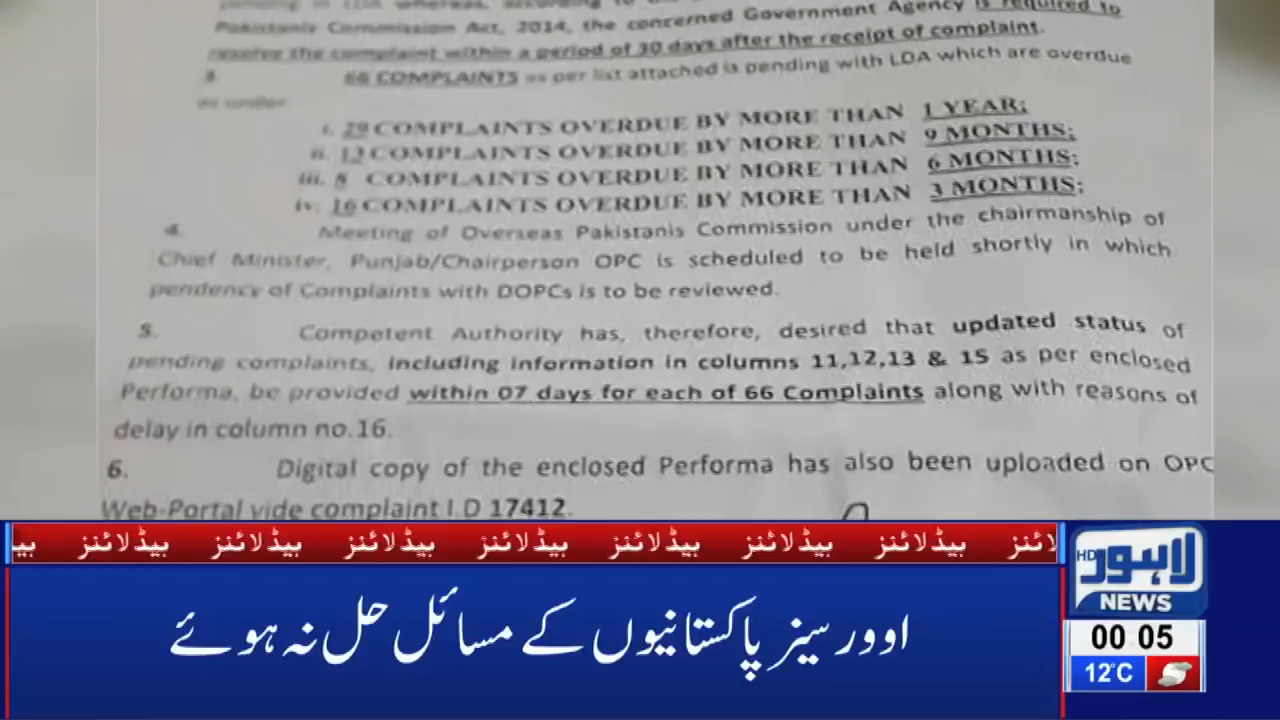 pending in LDA whereas, according to
Pakistanis Commission Act, 2014, the concerned Government Agency is required to
resolve the complaint within a period of 30 days after the receipt of complaint.
3. 66 COMPLAINTS as per list attached is pending with LDA which are overdue
as under
i. 29 COMPLAINTS OVERDUE BY MORE THAN 1 YEAR;
ii. 13 COMPLAINTS OVERDUE BY MORE THAN 9 MONTHS;
iii. 8 COMPLAINTS OVERDUE BY MORE THAN 6 MONTHS;
iv. 16 COMPLAINTS OVERDUE BY MORE THAN 3 MONTHS;
4. Meeting of Overseas Pakistanis Commission under the chairmanship of
Chief Minister, Punjab/Chairperson OPC is scheduled to be held shortly in which
pendency of Complaints with DOPCs is to be reviewed.
5. Competent Authority has, therefore, desired that updated status of
pending complaints, including information in columns 11,12,13 & 15 as per enclosed
Performa, be provided within 07 days for each of 66 Complaints along with reasons of
delay in column no.16.
6. Digital copy of the enclosed Performa has also been uploaded on OPC
Web-Portal vide complaint I.D 17412.
ہیڈلائنز ہیڈلائنز ہیڈلائنز ہیڈلائنز ہیڈلائنز ہیڈلائنز ہیڈلائنز
اوورسیز پاکستانیوں کے مسائل حل نہ ہوئے
HD لاہور
NEWS
00 05
12°C